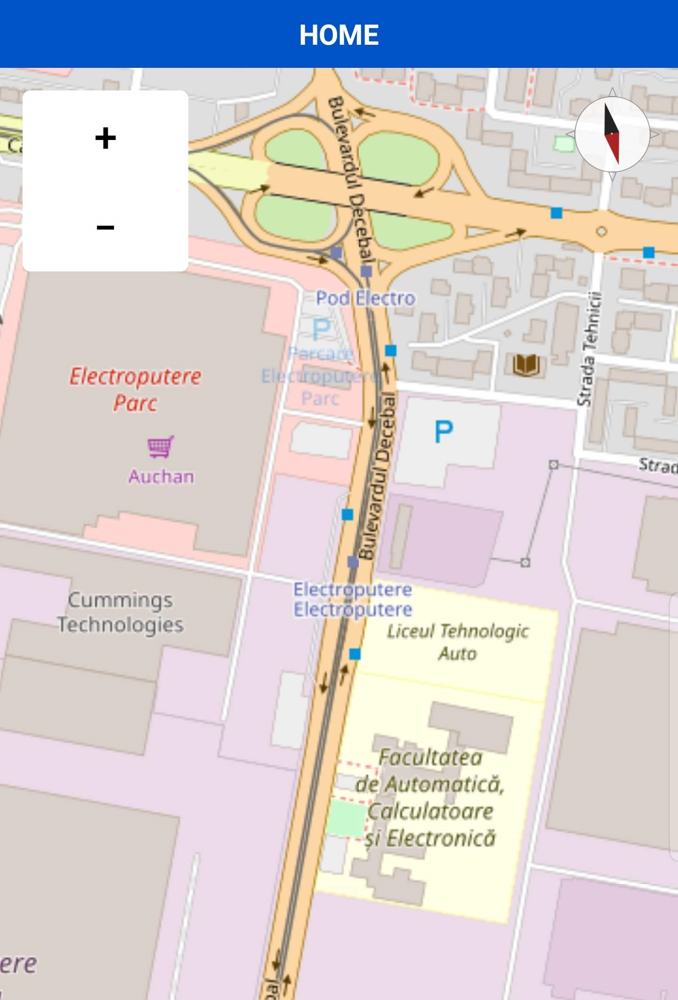 HOME
Bulevardul Decebal
+
−
Pod Electro
P
Parcare
Electroputere
Parc
Strada Tehnicii
Electroputere
Parc
Bulevardul Decebal
P
Strad
Auchan
Electroputere
Electroputere
Cummings
Technologies
Liceul Tehnologic
Auto
Facultatea
de Automatică,
Calculatoare
și Electronică
ere
bal